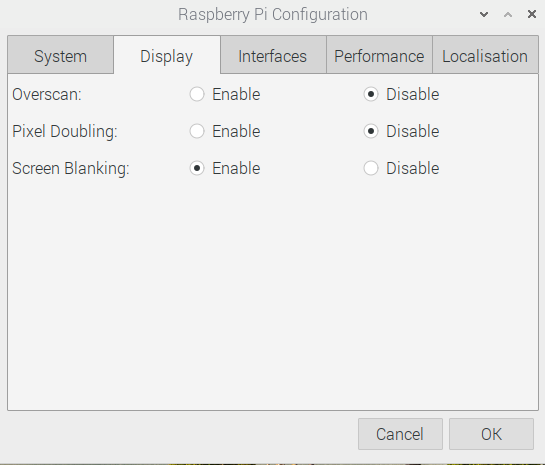 Raspberry Pi Configuration
System Display Interfaces Performance Localisation
Overscan: Enable Disable
Pixel Doubling: Enable Disable
Screen Blanking: Enable Disable
Cancel OK